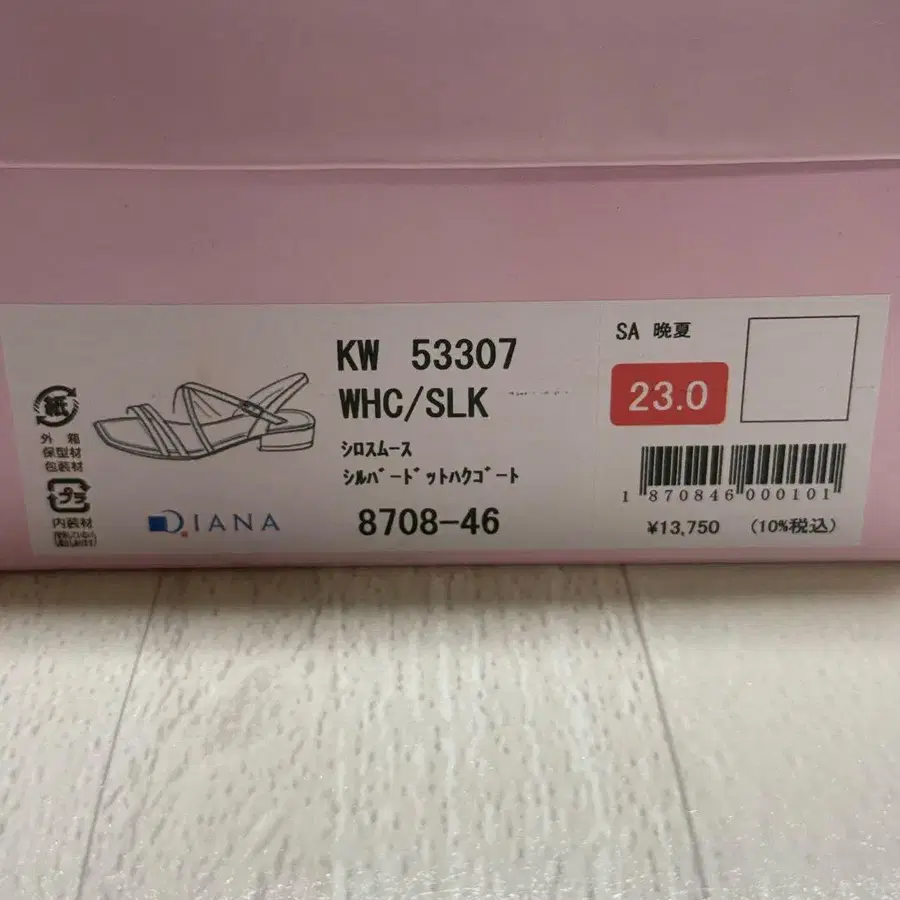 KW 53307
WHC/SLK
シロスムース
シルバードットハクゴート
8708-46
SA 晩夏
23.0
1 870846 000101
¥13,750 (10%税込)
紙
外箱
保型材
包装材
プラ
内装材
DIANA